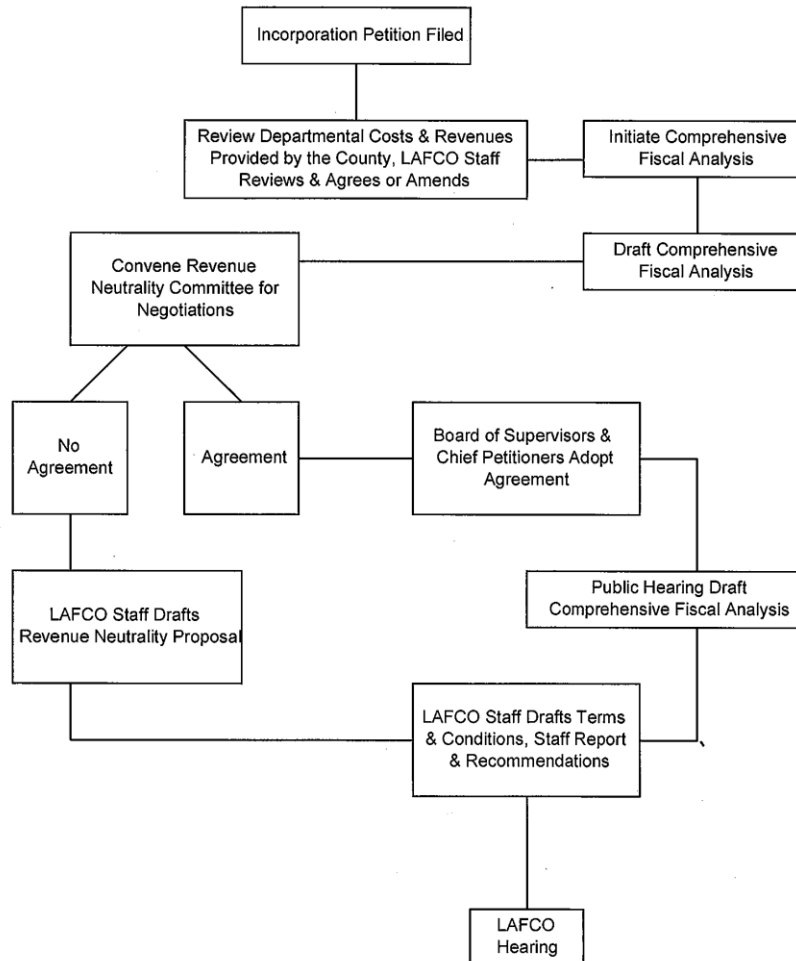 Incorporation Petition Filed
Review Departmental Costs & Revenues
Provided by the County, LAFCO Staff
Reviews & Agrees or Amends
Initiate Comprehensive
Fiscal Analysis
Draft Comprehensive
Fiscal Analysis
Convene Revenue
Neutrality Committee for
Negotiations
No
Agreement
Agreement
Board of Supervisors &
Chief Petitioners Adopt
Agreement
LAFCO Staff Drafts
Revenue Neutrality Proposal
Public Hearing Draft
Comprehensive Fiscal Analysis
LAFCO Staff Drafts Terms
& Conditions, Staff Report
& Recommendations
LAFCO
Hearing